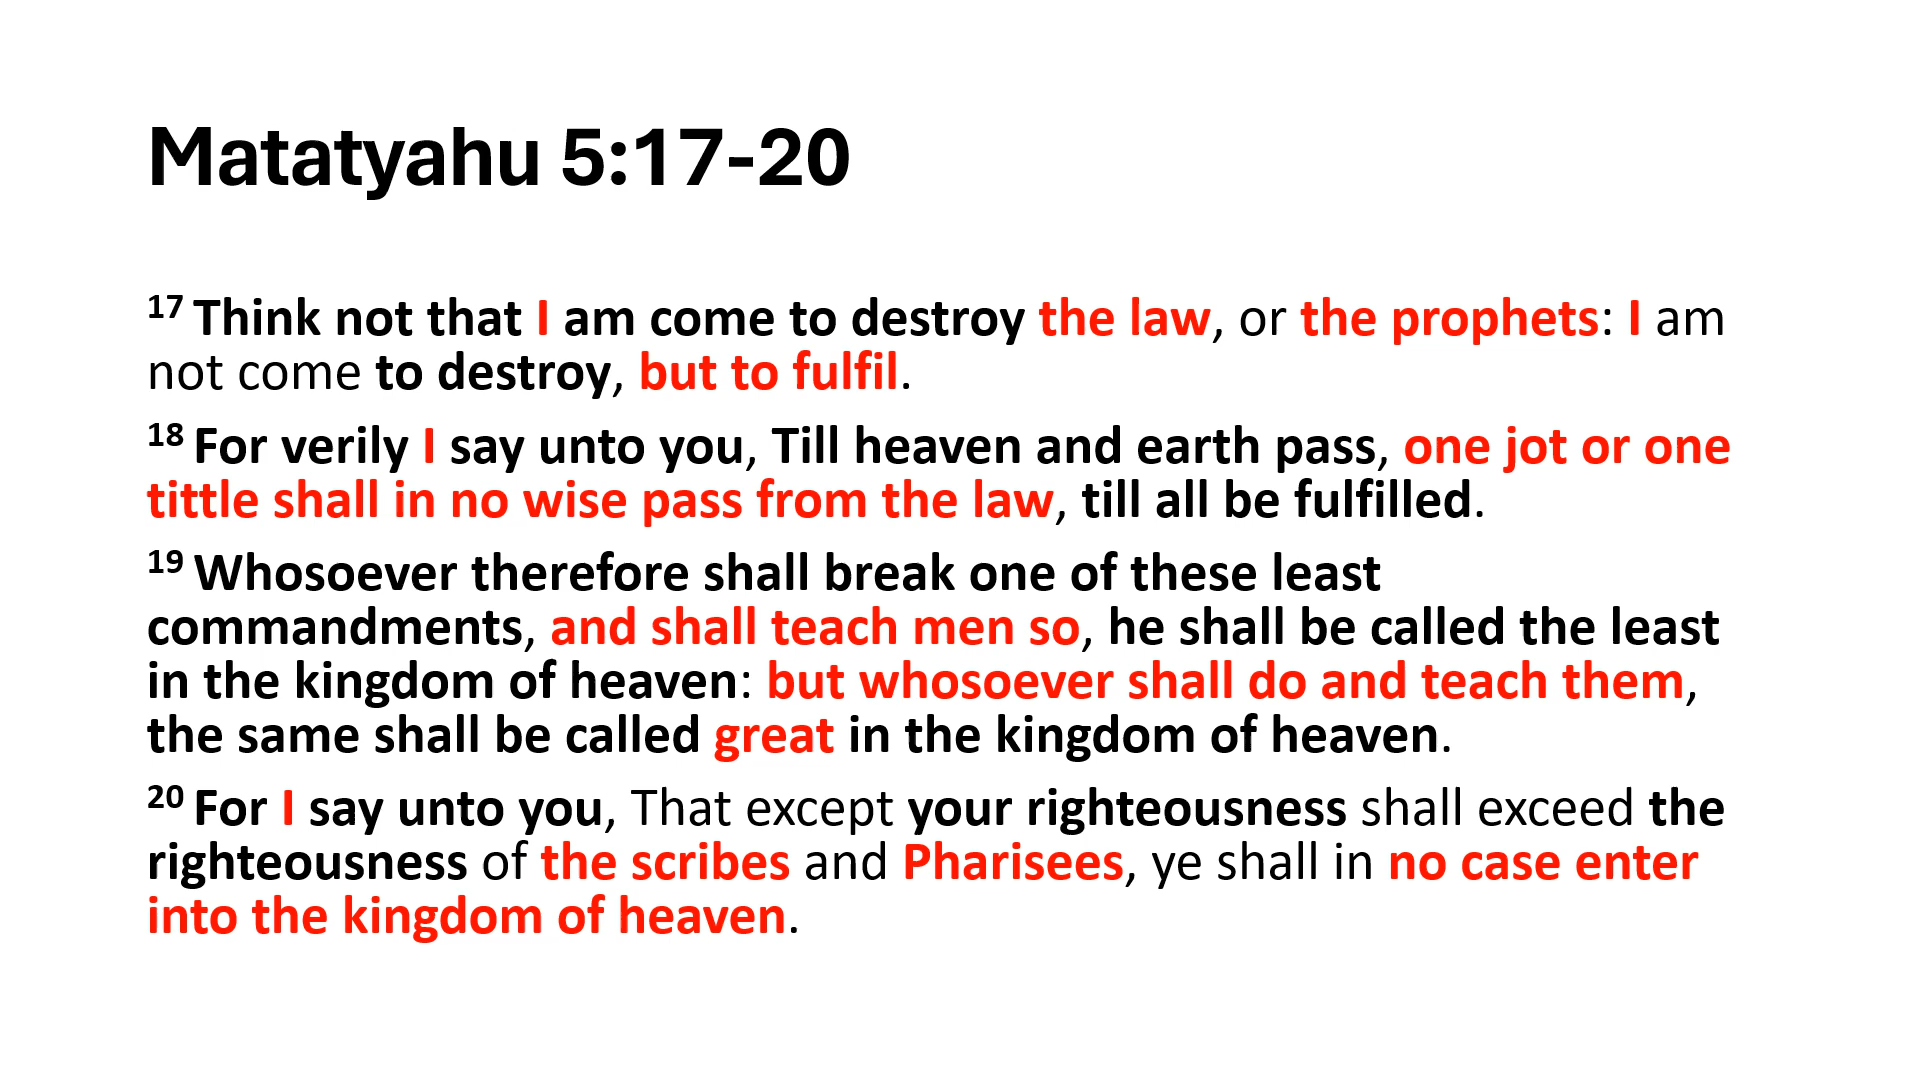 Matatyahu 5:17-20
17 Think not that I am come to destroy the law, or the prophets: I am
not come to destroy, but to fulfil.
18 For verily I say unto you, Till heaven and earth pass, one jot or one
tittle shall in no wise pass from the law, till all be fulfilled.
19 Whosoever therefore shall break one of these least
commandments, and shall teach men so, he shall be called the least
in the kingdom of heaven: but whosoever shall do and teach them,
the same shall be called great in the kingdom of heaven.
20 For I say unto you, That except your righteousness shall exceed the
righteousness of the scribes and Pharisees, ye shall in no case enter
into the kingdom of heaven.